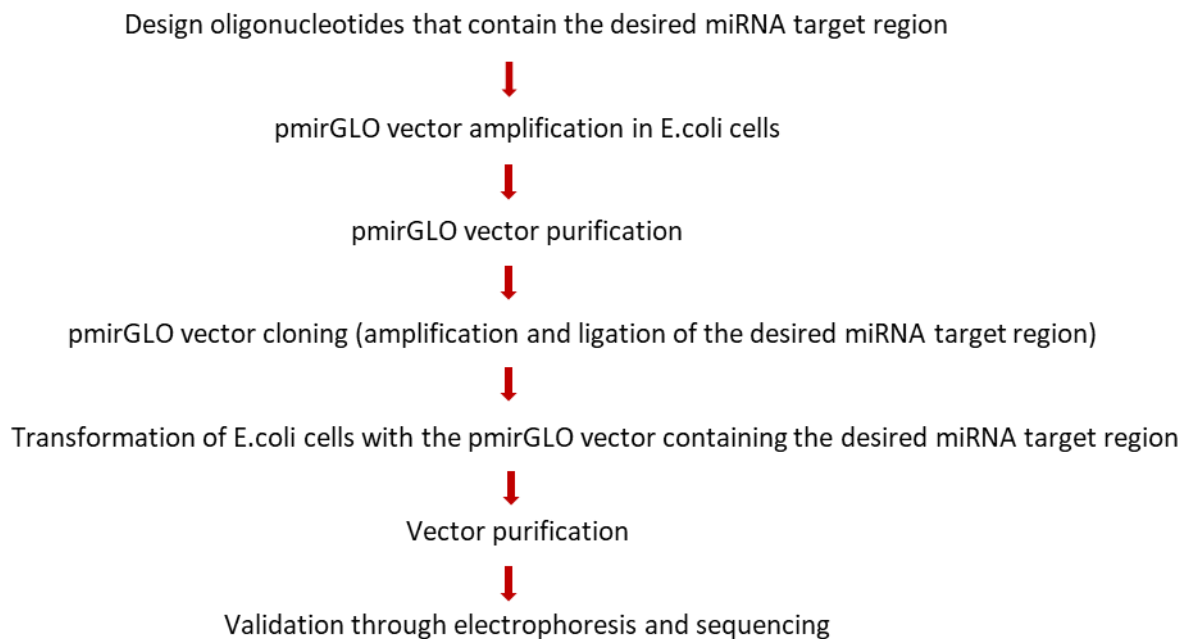 Design oligonucleotides that contain the desired miRNA target region
pmirGLO vector amplification in E.coli cells
pmirGLO vector purification
pmirGLO vector cloning (amplification and ligation of the desired miRNA target region)
Transformation of E.coli cells with the pmirGLO vector containing the desired miRNA target region
Vector purification
Validation through electrophoresis and sequencing